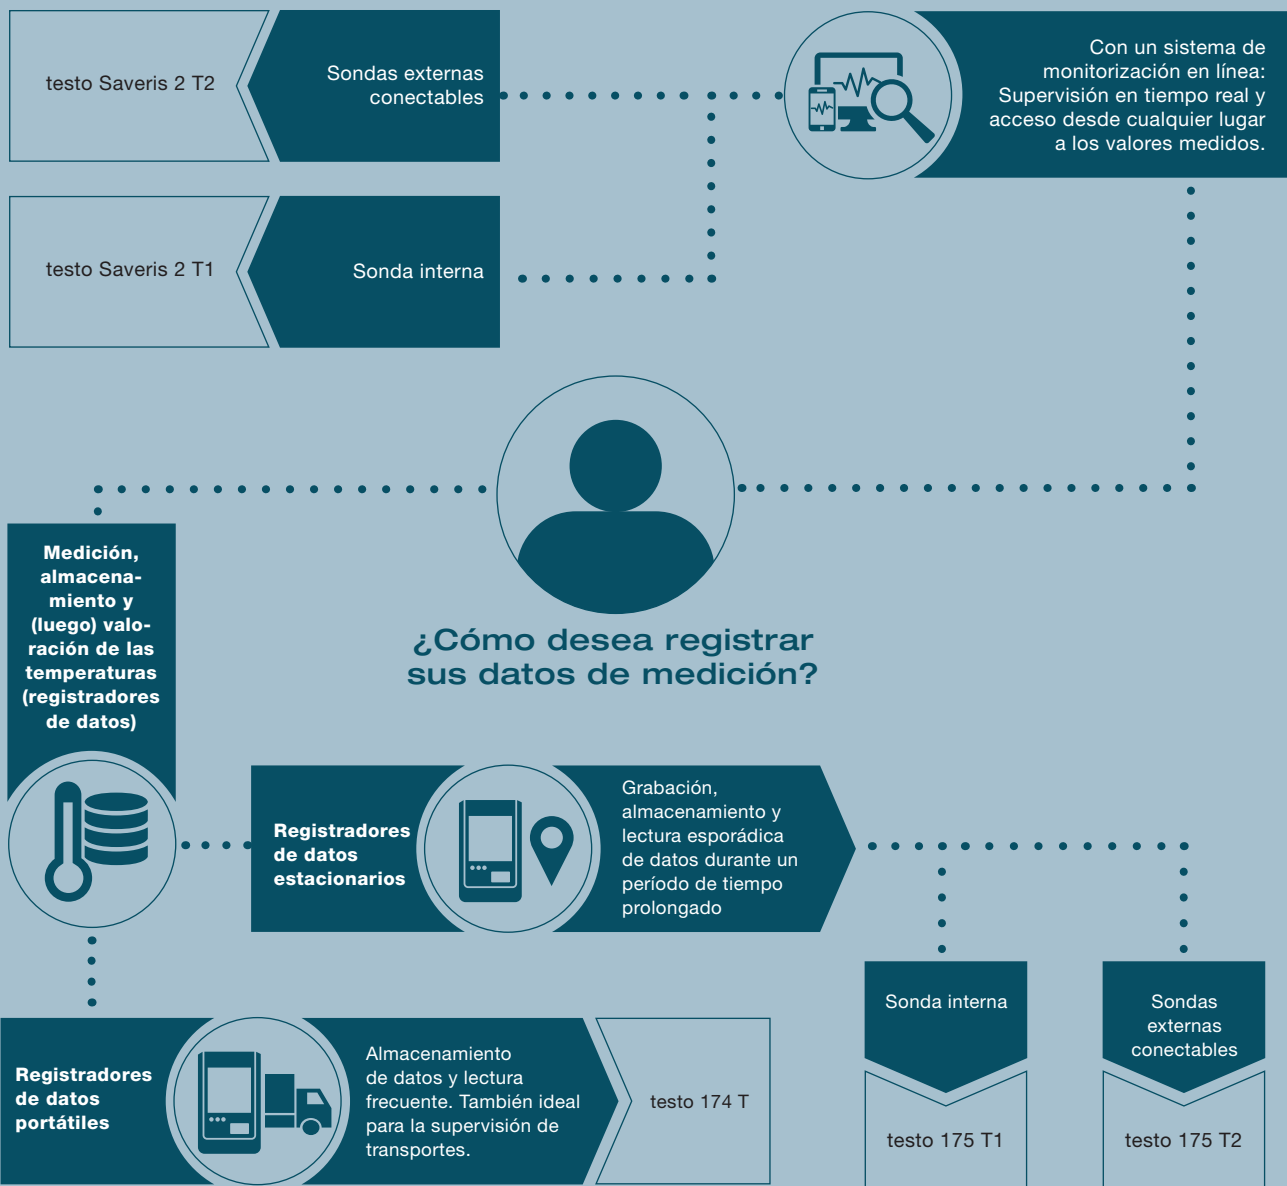 testo Saveris 2 T2
Sondas externas
conectables
Con un sistema de
monitorización en línea:
Supervisión en tiempo real y
acceso desde cualquier lugar
a los valores medidos.
testo Saveris 2 T1
Sonda interna
¿Cómo desea registrar
sus datos de medición?
Medición,
almacena-
miento y
(luego) valo-
ración de las
temperaturas
(registradores
de datos)
Registradores
de datos
estacionarios
Grabación,
almacenamiento y
lectura esporádica
de datos durante un
período de tiempo
prolongado
Sonda interna
testo 175 T1
Sondas
externas
conectables
testo 175 T2
Registradores
de datos
portátiles
Almacenamiento
de datos y lectura
frecuente. También ideal
para la supervisión de
transportes.
testo 174 T